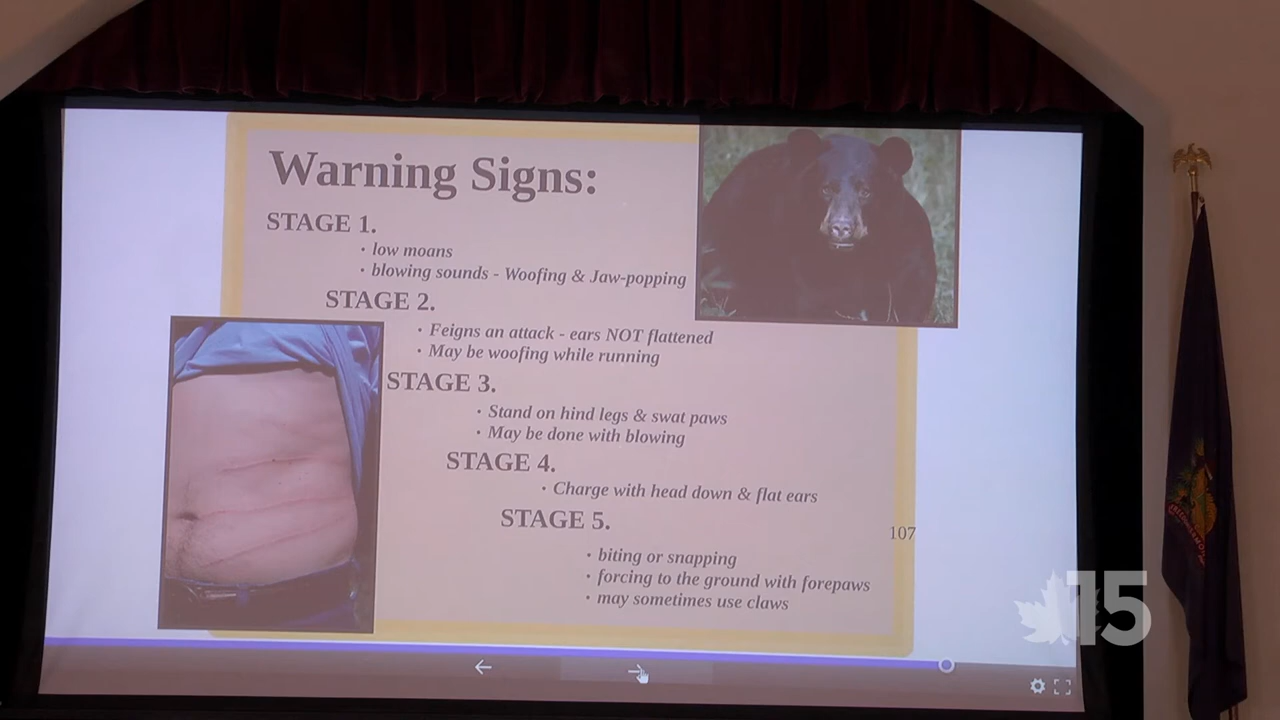 Warning Signs:
STAGE 1.
• low moans
• blowing sounds - Woofing & Jaw-popping
STAGE 2.
• Feigns an attack - ears NOT flattened
• May be woofing while running
STAGE 3.
• Stand on hind legs & swat paws
• May be done with blowing
STAGE 4.
• Charge with head down & flat ears
STAGE 5.
107
• biting or snapping
• forcing to the ground with forepaws
• may sometimes use claws
15